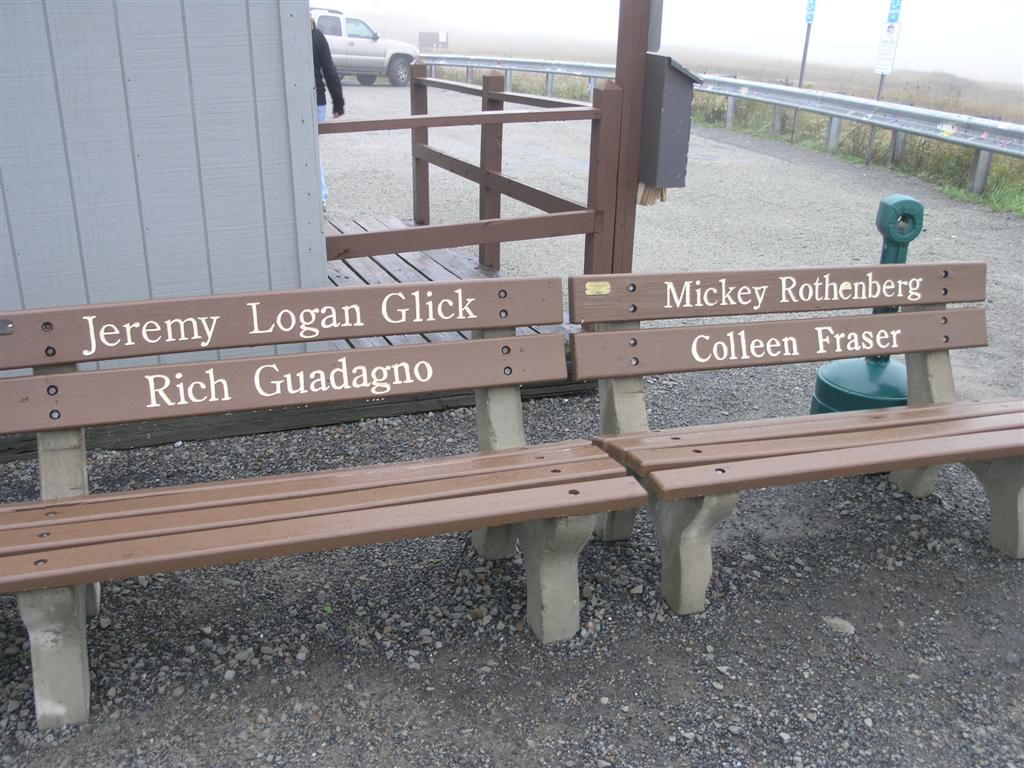 Jeremy Logan Glick
Rich Guadagno
Mickey Rothenberg
Colleen Fraser